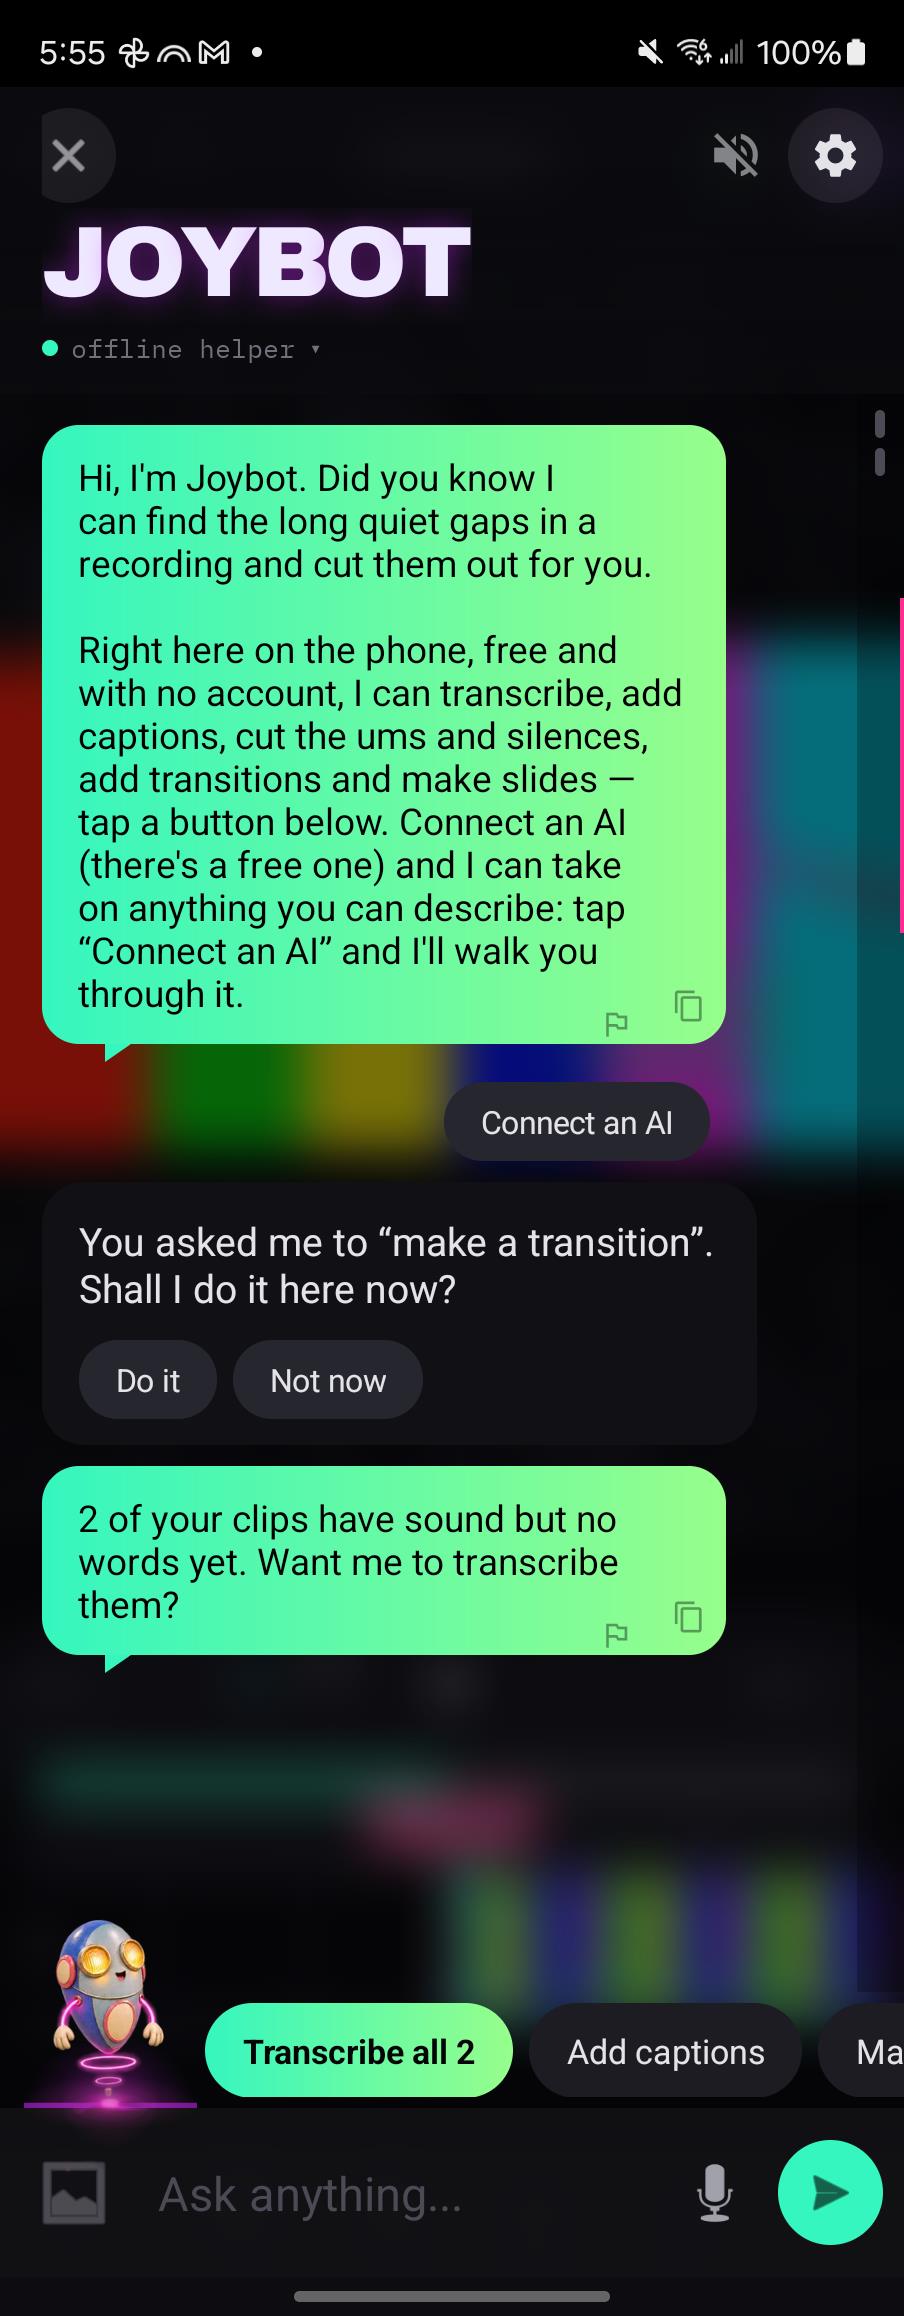 5:55
100%
JOYBOT
offline helper ▾
Hi, I'm Joybot. Did you know I
can find the long quiet gaps in a
recording and cut them out for you.
Right here on the phone, free and
with no account, I can transcribe, add
captions, cut the ums and silences,
add transitions and make slides —
tap a button below. Connect an AI
(there's a free one) and I can take
on anything you can describe: tap
“Connect an AI” and I'll walk you
through it.
Connect an AI
You asked me to “make a transition”.
Shall I do it here now?
Do it
Not now
2 of your clips have sound but no
words yet. Want me to transcribe
them?
Transcribe all 2
Add captions
Ma
Ask anything...